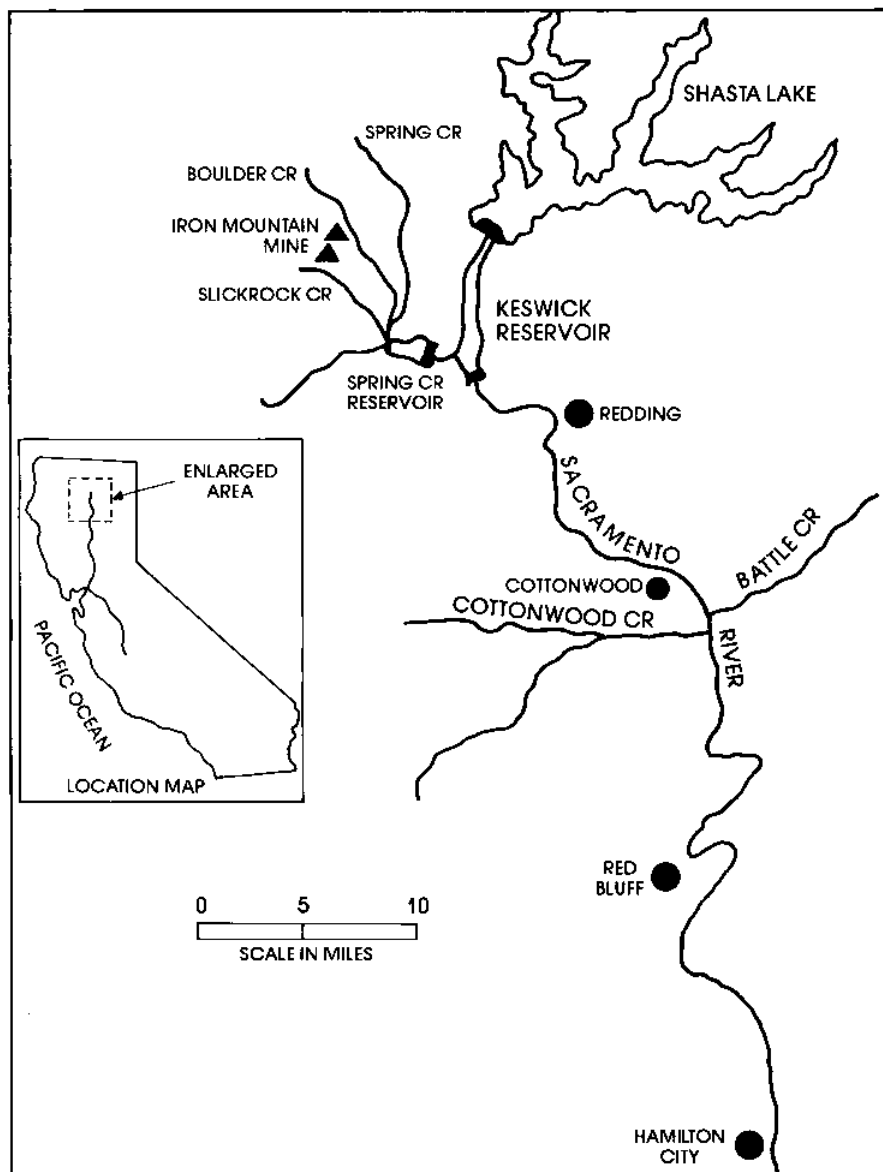 SHASTA LAKE
SPRING CR
BOULDER CR
IRON MOUNTAIN
MINE
SLICKROCK CR
KESWICK
RESERVOIR
SPRING CR
RESERVOIR
REDDING
ENLARGED
AREA
SACRAMENTO
BATTLE CR
COTTONWOOD
COTTONWOOD CR
RIVER
PACIFIC OCEAN
LOCATION MAP
RED
BLUFF
0 5 10
SCALE IN MILES
HAMILTON
CITY